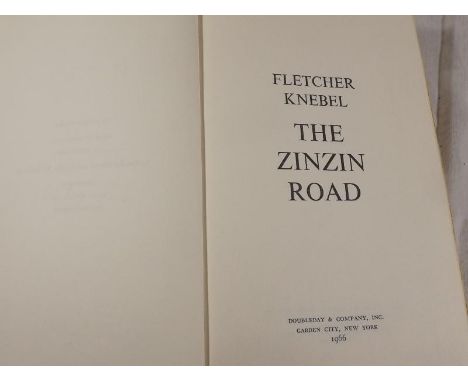 FLETCHER
KNEBEL
THE
ZINZIN
ROAD
DOUBLEDAY & COMPANY, INC.
GARDEN CITY, NEW YORK
1966